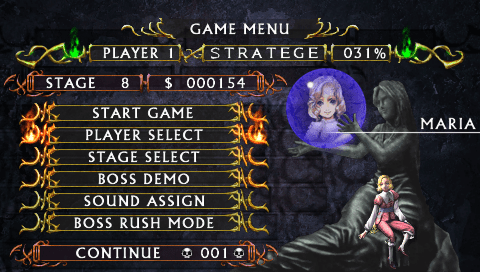 GAME MENU
PLAYER 1 STRATEGE 031%
STAGE 8 $ 000154
START GAME
PLAYER SELECT
MARIA
STAGE SELECT
BOSS DEMO
SOUND ASSIGN
BOSS RUSH MODE
CONTINUE 001